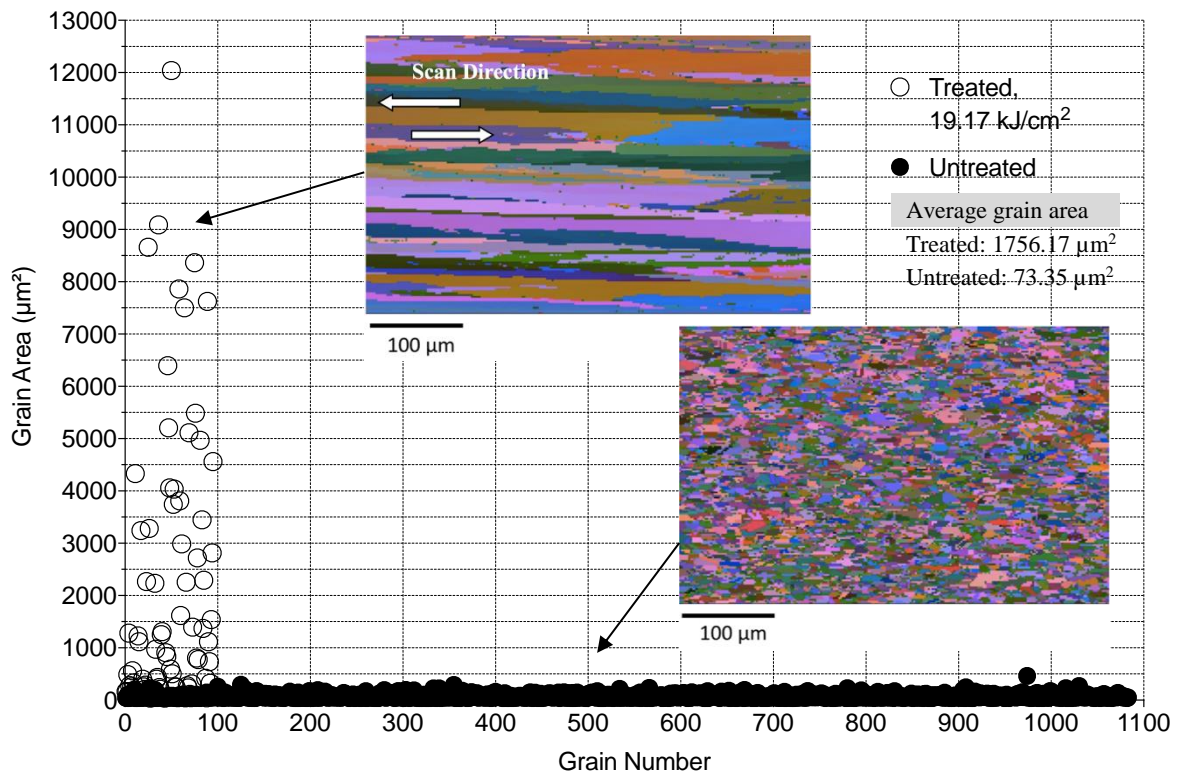 13000
12000
11000
10000
9000
8000
7000
6000
5000
4000
3000
2000
1000
0
Grain Area (µm²)
Scan Direction
100 µm
Treated,
19.17 kJ/cm²
Untreated
Average grain area
Treated: 1756.17 µm²
Untreated: 73.35 µm²
100 µm
0 100 200 300 400 500 600 700 800 900 1000 1100
Grain Number